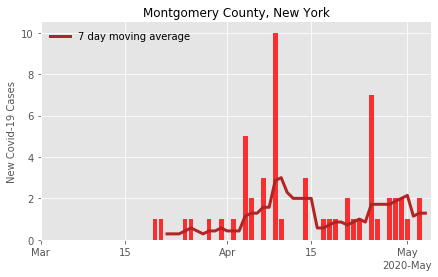 Montgomery County, New York
7 day moving average
New Covid-19 Cases
10
8
6
4
2
0
Mar
15
Apr
15
May
2020-May